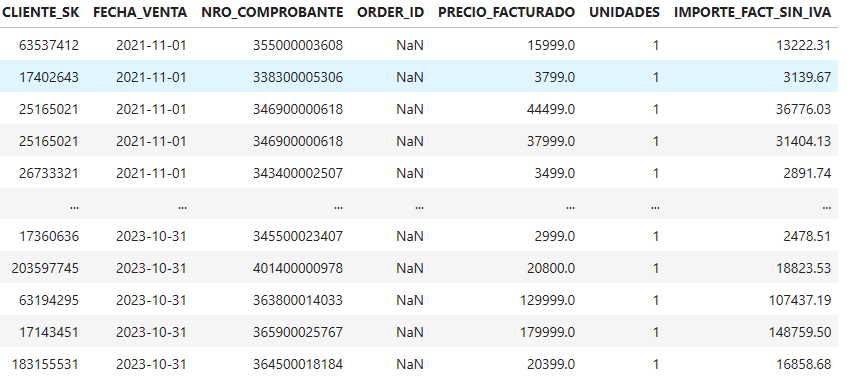 CLIENTE_SK FECHA_VENTA NRO_COMPROBANTE ORDER_ID PRECIO_FACTURADO UNIDADES IMPORTE_FACT_SIN_IVA
63537412 2021-11-01 355000003608 NaN 15999.0 1 13222.31
17402643 2021-11-01 338300005306 NaN 3799.0 1 3139.67
25165021 2021-11-01 346900000618 NaN 44499.0 1 36776.03
25165021 2021-11-01 346900000618 NaN 37999.0 1 31404.13
26733321 2021-11-01 343400002507 NaN 3499.0 1 2891.74
... ... ... ... ... ... ...
17360636 2023-10-31 345500023407 NaN 2999.0 1 2478.51
203597745 2023-10-31 401400000978 NaN 20800.0 1 18823.53
63194295 2023-10-31 363800014033 NaN 129999.0 1 107437.19
17143451 2023-10-31 365900025767 NaN 179999.0 1 148759.50
183155531 2023-10-31 364500018184 NaN 20399.0 1 16858.68